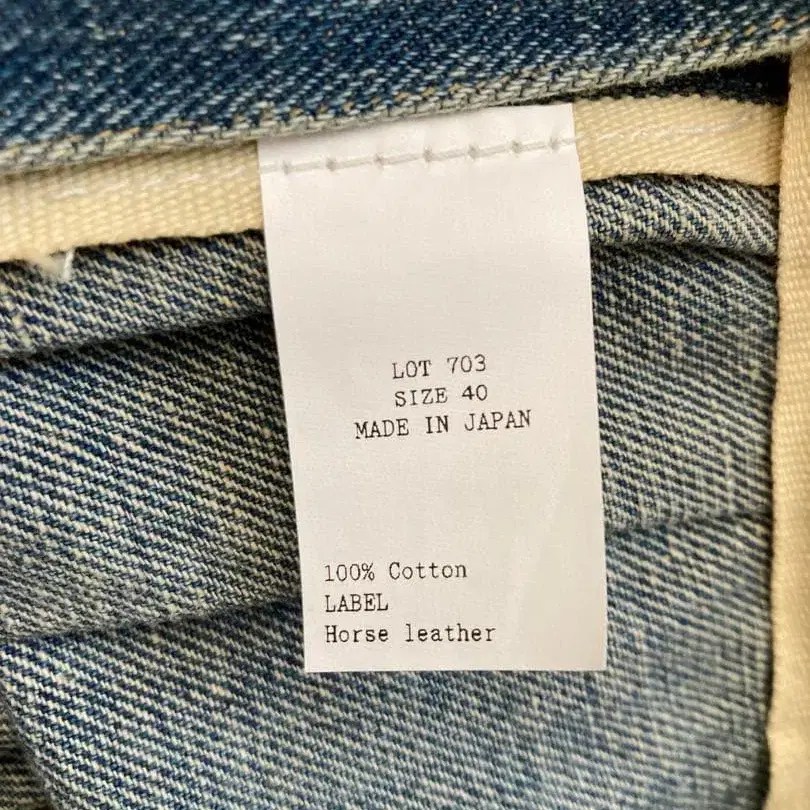 LOT 703
SIZE 40
MADE IN JAPAN
100% Cotton
LABEL
Horse leather